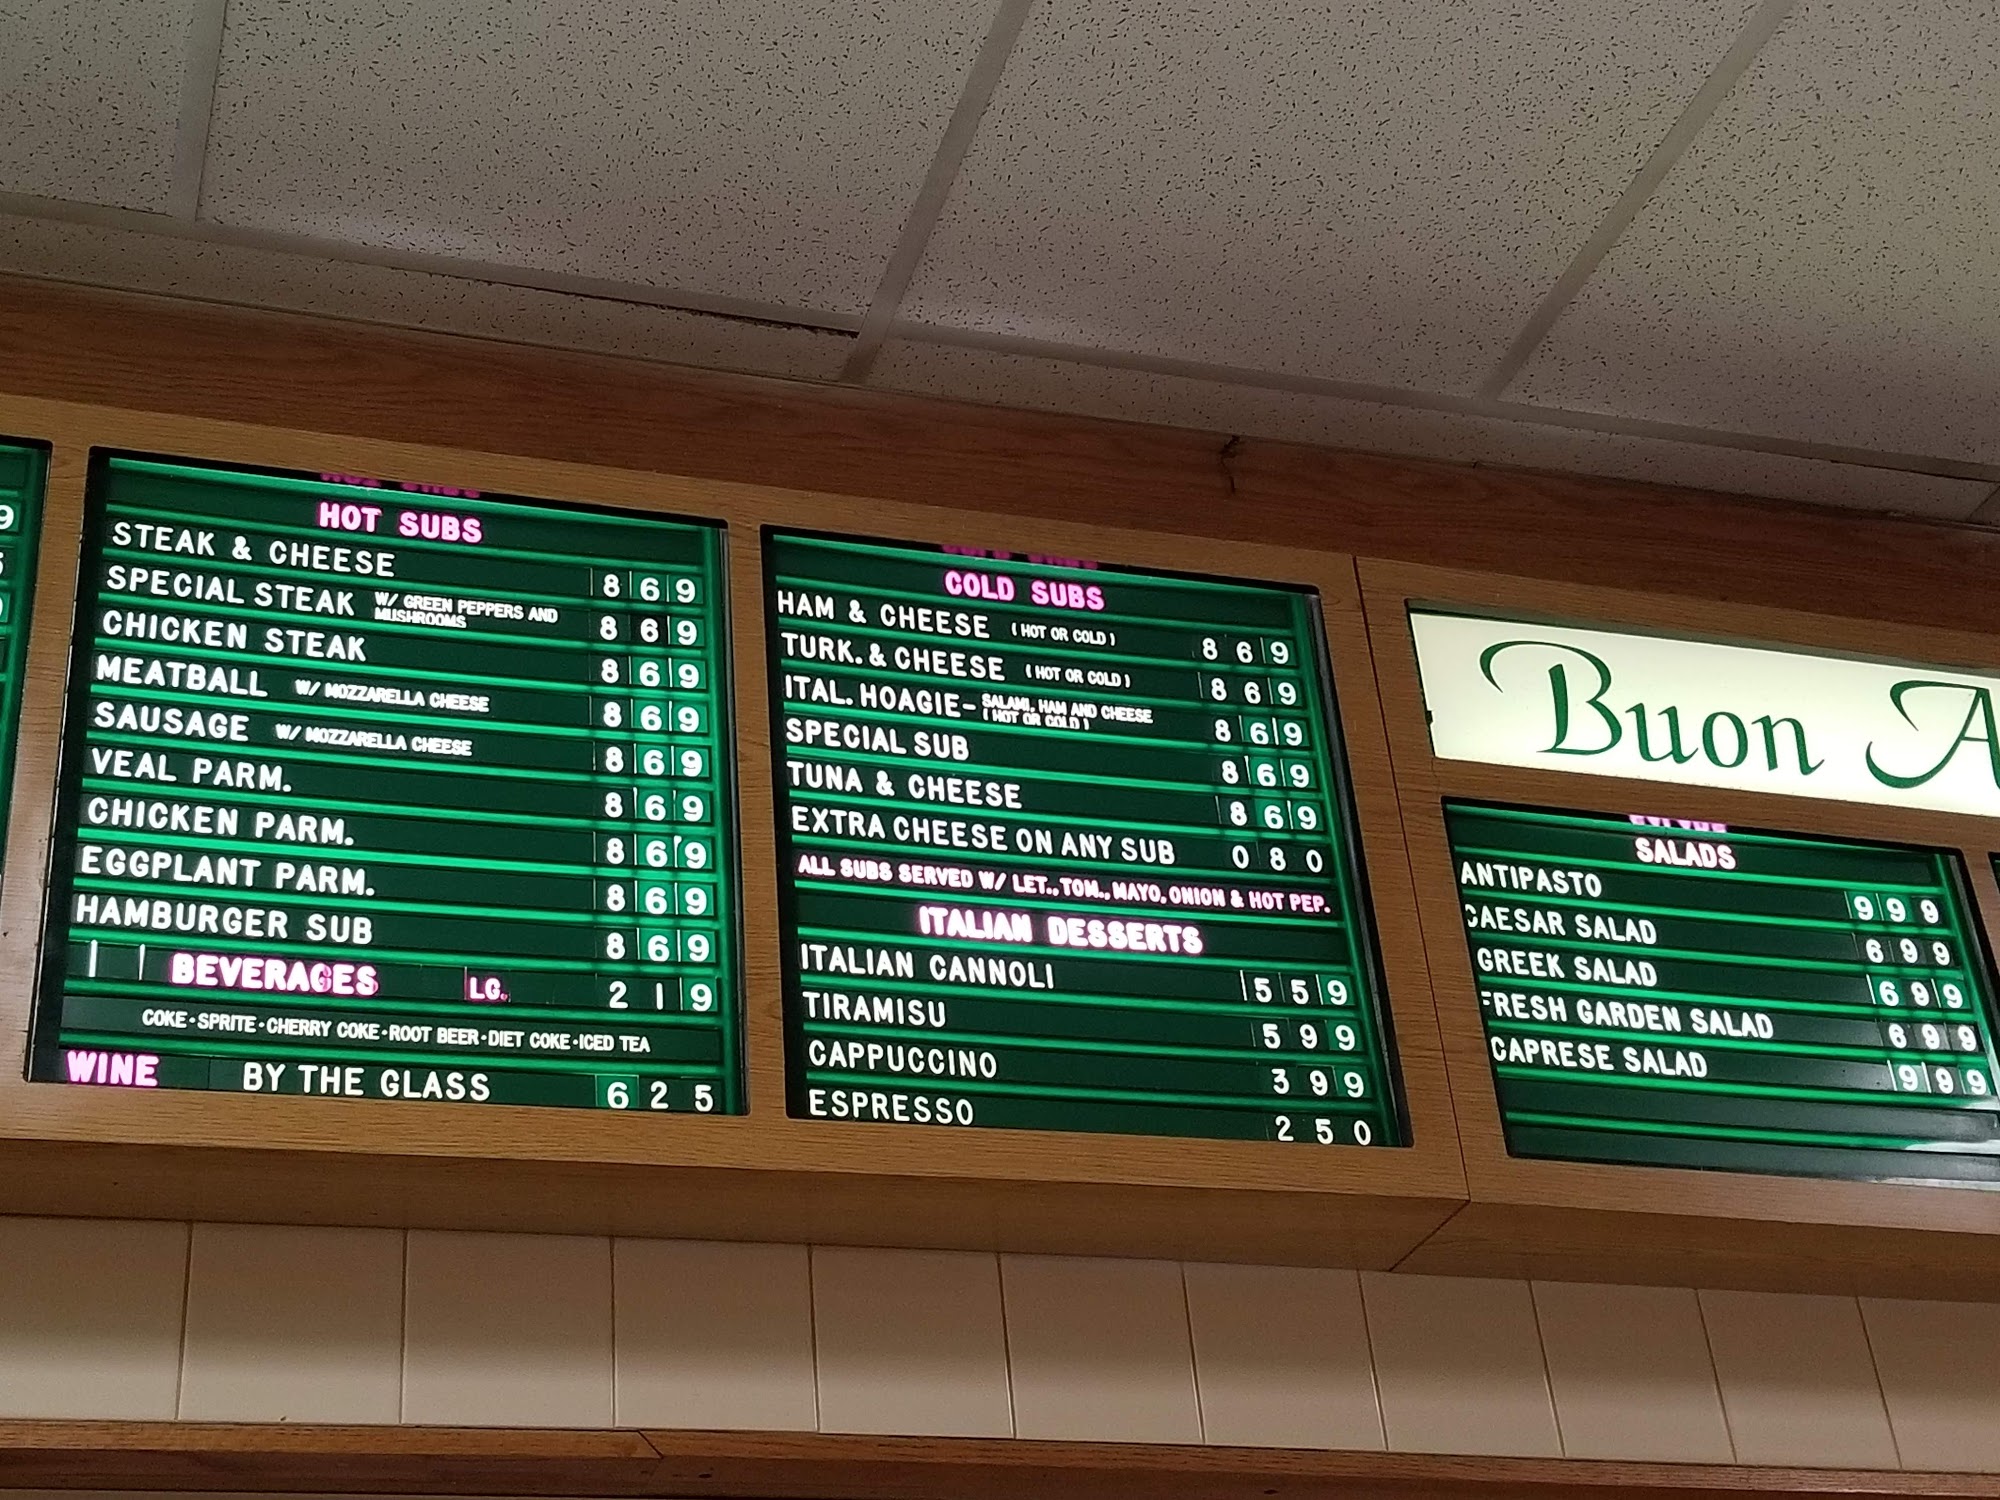 9
5
HOT SUBS
STEAK & CHEESE 8 6 9
SPECIAL STEAK W/ GREEN PEPPERS AND MUSHROOMS 8 6 9
CHICKEN STEAK 8 6 9
MEATBALL W/ MOZZARELLA CHEESE 8 6 9
SAUSAGE W/ MOZZARELLA CHEESE 8 6 9
VEAL PARM. 8 6 9
CHICKEN PARM. 8 6 9
EGGPLANT PARM. 8 6 9
HAMBURGER SUB 8 6 9
BEVERAGES LG. 2 1 9
COKE·SPRITE·CHERRY COKE·ROOT BEER·DIET COKE·ICED TEA
WINE BY THE GLASS 6 2 5
COLD SUBS
HAM & CHEESE (HOT OR COLD) 8 6 9
TURK. & CHEESE (HOT OR COLD) 8 6 9
ITAL. HOAGIE- SALAMI, HAM AND CHEESE (HOT OR COLD) 8 6 9
SPECIAL SUB 8 6 9
TUNA & CHEESE 8 6 9
EXTRA CHEESE ON ANY SUB 0 8 0
ALL SUBS SERVED W/ LET., TOM., MAYO, ONION & HOT PEP.
ITALIAN DESSERTS
ITALIAN CANNOLI 5 5 9
TIRAMISU 5 9 9
CAPPUCCINO 3 9 9
ESPRESSO 2 5 0
Buon A
SALADS
ANTIPASTO 9 9 9
CAESAR SALAD 6 9 9
GREEK SALAD 6 9 9
FRESH GARDEN SALAD 6 9 9
CAPRESE SALAD 9 9 9